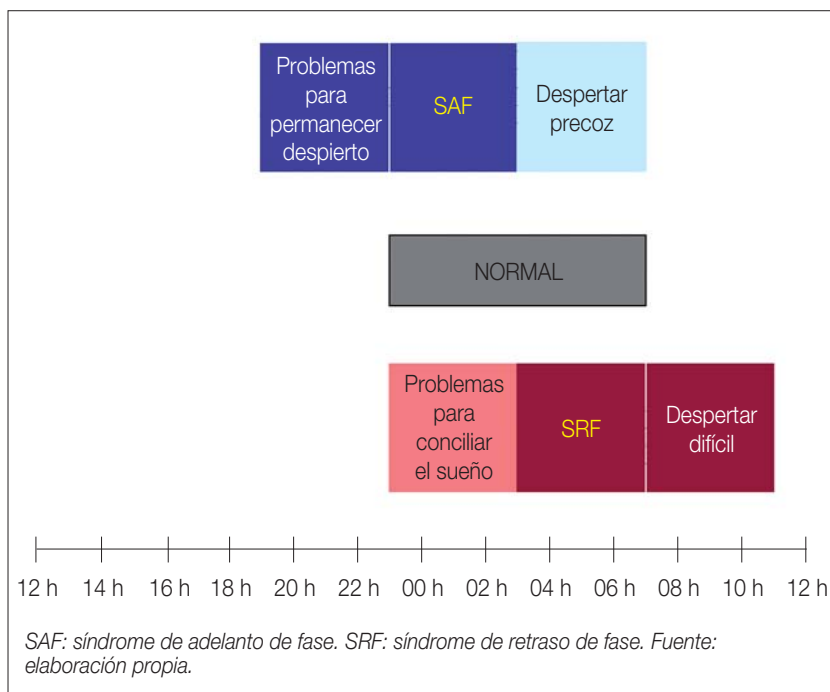 Problemas
para
permanecer
despierto
SAF
Despertar
precoz
NORMAL
Problemas
para
conciliar
el sueño
SRF
Despertar
difícil
12 h 14 h 16 h 18 h 20 h 22 h 00 h 02 h 04 h 06 h 08 h 10 h 12 h
SAF: síndrome de adelanto de fase. SRF: síndrome de retraso de fase. Fuente:
elaboración propia.